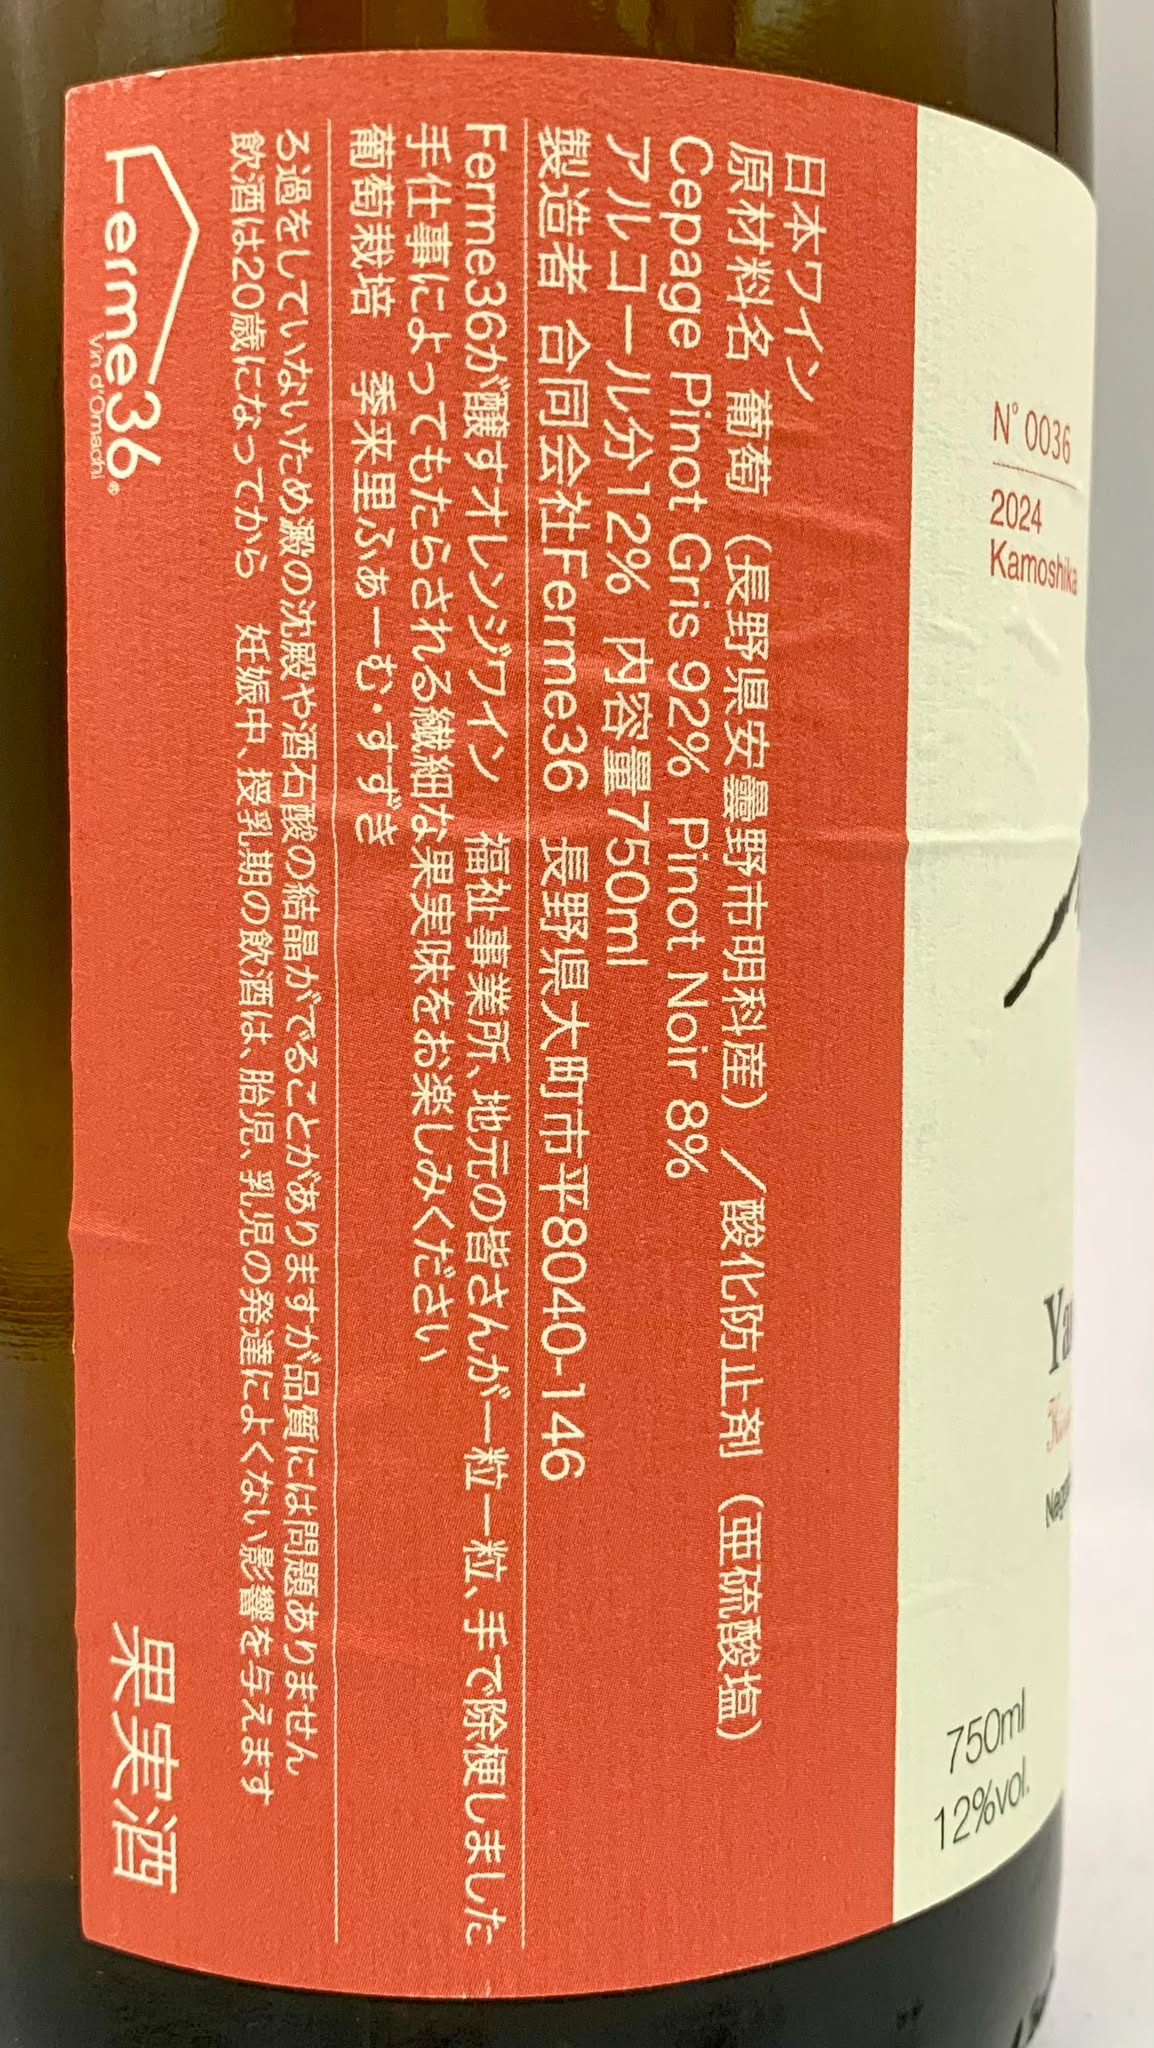 日本ワイン
原材料名 葡萄（長野県安曇野市明科産）／酸化防止剤（亜硫酸塩）
Cepage Pinot Gris 92% Pinot Noir 8%
アルコール分12% 内容量750ml
製造者 合同会社Ferme36 長野県大町市平8040-146
Ferme36が醸すオレンジワイン 福祉事業所、地元の皆さんが一粒一粒、手で除梗しました
手仕事によってもたらされる繊細な果実味をお楽しみください
葡萄栽培 季来里ふぁーむ・すずき
ろ過をしていないため澱の沈殿や酒石酸の結晶がでることがありますが品質には問題ありません
飲酒は20歳になってから 妊娠中、授乳期の飲酒は、胎児、乳児の発達によくない影響を与えます
Ferme36®
Vin d'Omachi
果実酒
N° 0036
2024
Kamoshika
750ml
12%vol.